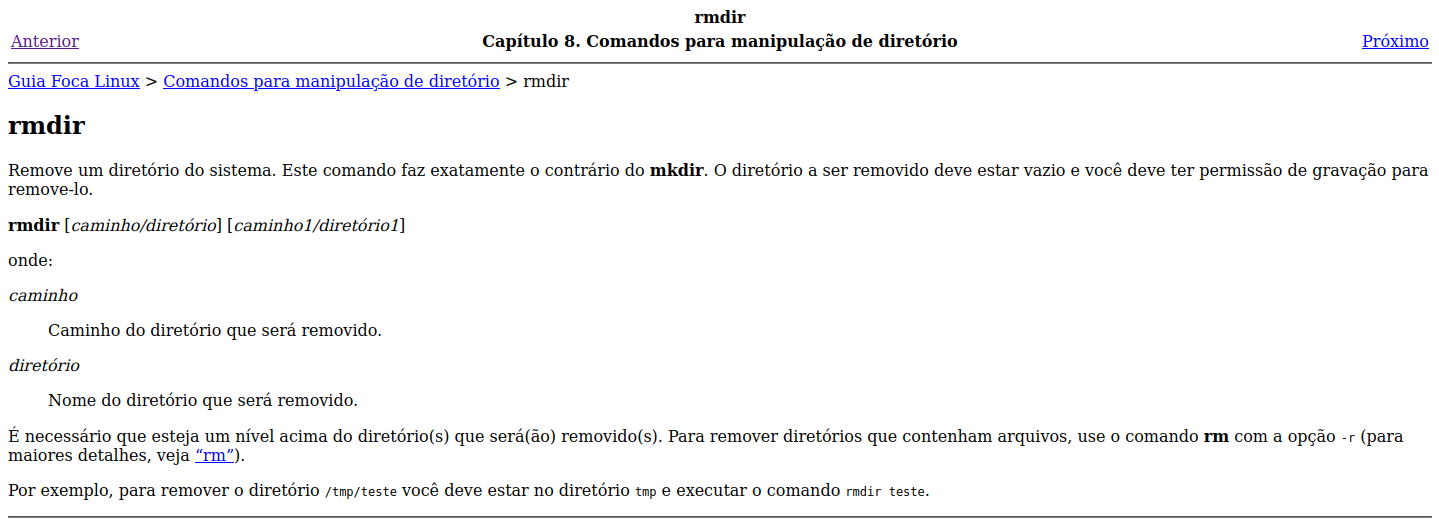 rmdir
Anterior Capítulo 8. Comandos para manipulação de diretório Próximo
Guia Foca Linux > Comandos para manipulação de diretório > rmdir
rmdir
Remove um diretório do sistema. Este comando faz exatamente o contrário do mkdir. O diretório a ser removido deve estar vazio e você deve ter permissão de gravação para
remove-lo.
rmdir [caminho/diretório] [caminho1/diretório1]
onde:
caminho
Caminho do diretório que será removido.
diretório
Nome do diretório que será removido.
É necessário que esteja um nível acima do diretório(s) que será(ão) removido(s). Para remover diretórios que contenham arquivos, use o comando rm com a opção -r (para
maiores detalhes, veja “rm”).
Por exemplo, para remover o diretório /tmp/teste você deve estar no diretório tmp e executar o comando rmdir teste.